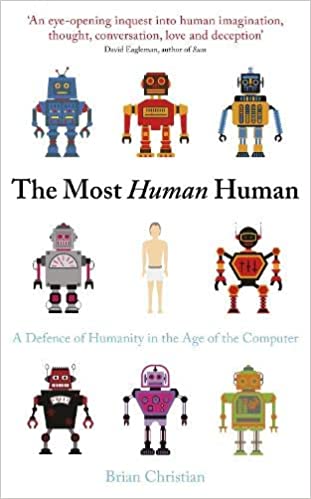 ‘An eye-opening inquest into human imagination,
thought, conversation, love and deception’
David Eagleman, author of Sum
The Most Human Human
A Defence of Humanity in the Age of the Computer
Brian Christian